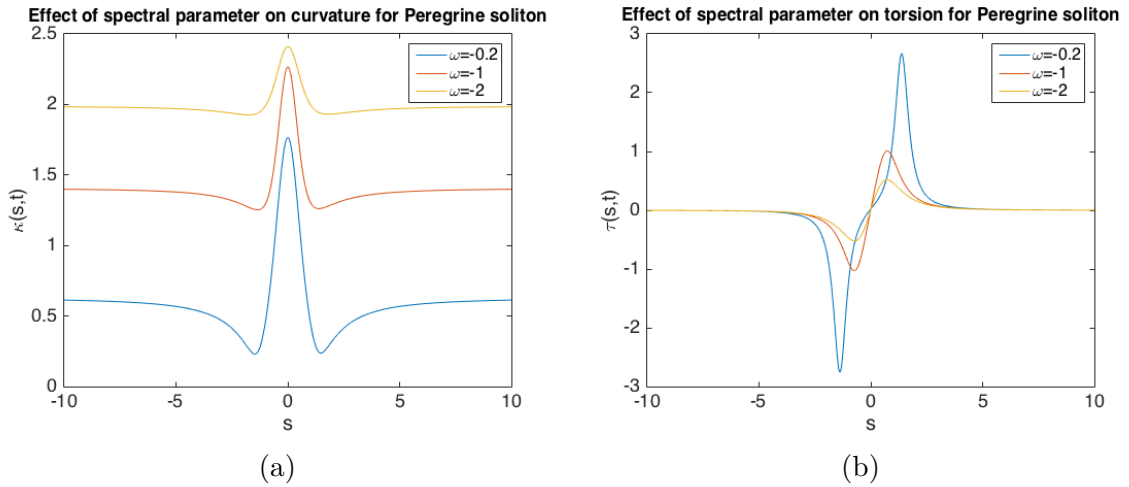 Effect of spectral parameter on curvature for Peregrine soliton
2.5
2
1.5
1
0.5
0
κ(s,t)
ω=-0.2
ω=-1
ω=-2
-10 -5 0 5 10
s
(a)
Effect of spectral parameter on torsion for Peregrine soliton
3
2
1
0
-1
-2
-3
τ(s,t)
ω=-0.2
ω=-1
ω=-2
-10 -5 0 5 10
s
(b)